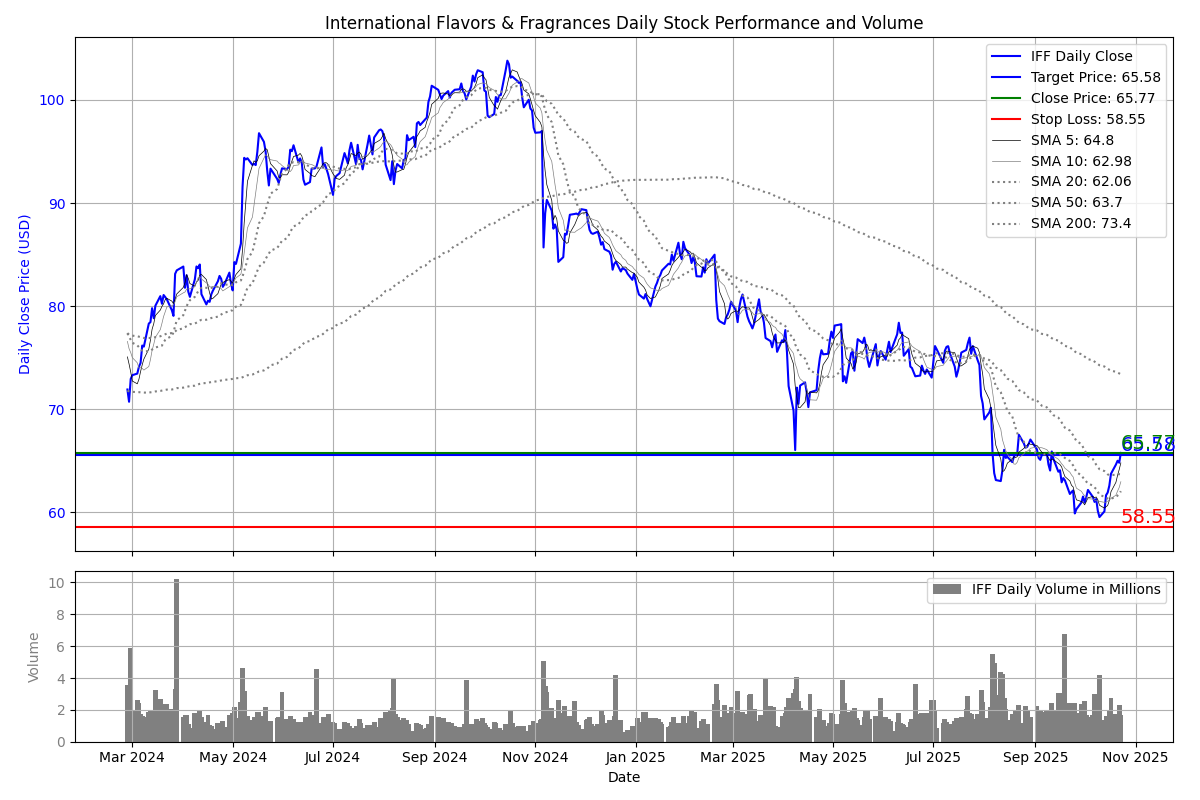 International Flavors & Fragrances Daily Stock Performance and Volume
IFF Daily Close
Target Price: 65.58
Close Price: 65.77
Stop Loss: 58.55
SMA 5: 64.8
SMA 10: 62.98
SMA 20: 62.06
SMA 50: 63.7
SMA 200: 73.4
Daily Close Price (USD)
100
90
80
70
60
65.77
65.58
58.55
IFF Daily Volume in Millions
Volume
10
8
6
4
2
0
Mar 2024 May 2024 Jul 2024 Sep 2024 Nov 2024 Jan 2025 Mar 2025 May 2025 Jul 2025 Sep 2025 Nov 2025
Date